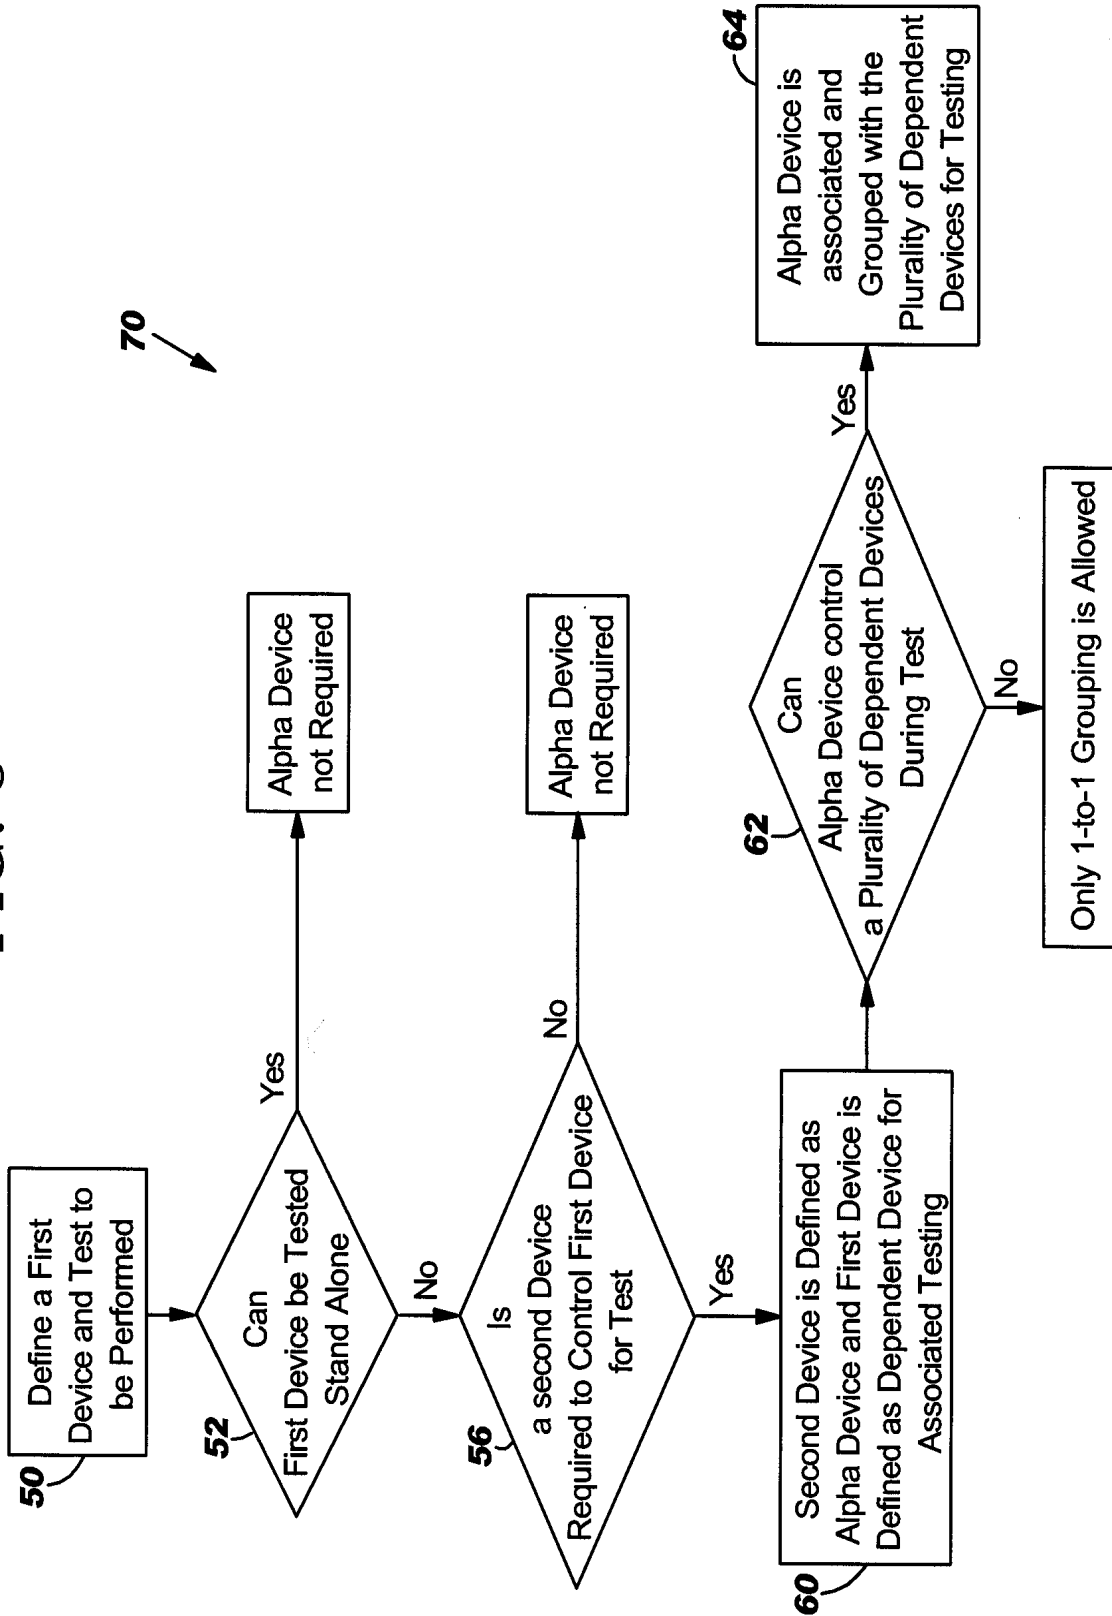 70
50
Define a First
Device and Test to
be Performed
52
Can
First Device be Tested
Stand Alone
Yes
Alpha Device
not Required
No
56
Is
a second Device
Required to Control First Device
for Test
No
Alpha Device
not Required
Yes
60
Second Device is Defined as
Alpha Device and First Device is
Defined as Dependent Device for
Associated Testing
62
Can
Alpha Device control
a Plurality of Dependent Devices
During Test
Yes
64
Alpha Device is
associated and
Grouped with the
Plurality of Dependent
Devices for Testing
No
Only 1-to-1 Grouping is Allowed